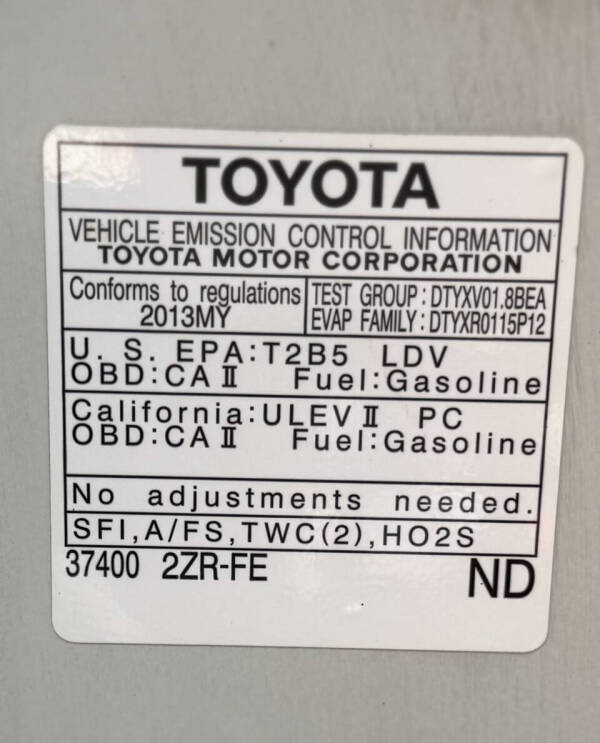 TOYOTA
VEHICLE EMISSION CONTROL INFORMATION
TOYOTA MOTOR CORPORATION
Conforms to regulations
2013MY
TEST GROUP : DTYXV01.8BEA
EVAP FAMILY : DTYXR0115P12
U. S. EPA:T2B5 LDV
OBD:CA II Fuel:Gasoline
California:ULEV II PC
OBD:CA II Fuel:Gasoline
No adjustments needed.
SFI,A/FS,TWC(2),HO2S
37400 2ZR-FE
ND